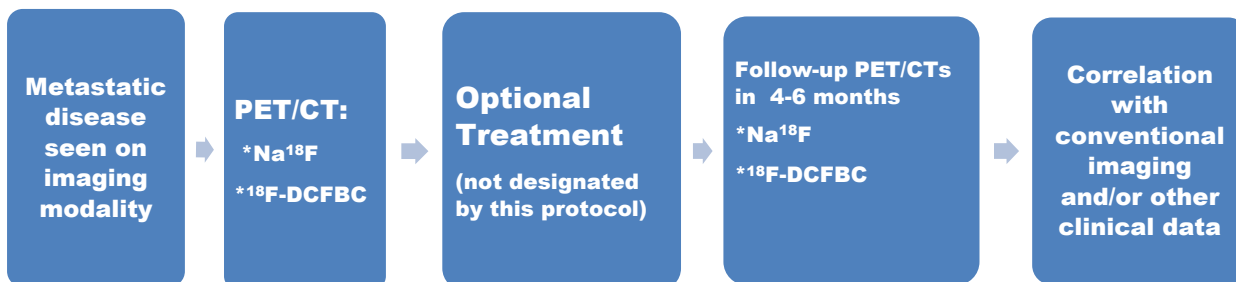 Metastatic
disease
seen on
imaging
modality
PET/CT:
*Na¹⁸F
*¹⁸F-DCFBC
Optional
Treatment
(not designated
by this protocol)
Follow-up PET/CTs
in 4-6 months
*Na¹⁸F
*¹⁸F-DCFBC
Correlation
with
conventional
imaging
and/or other
clinical data